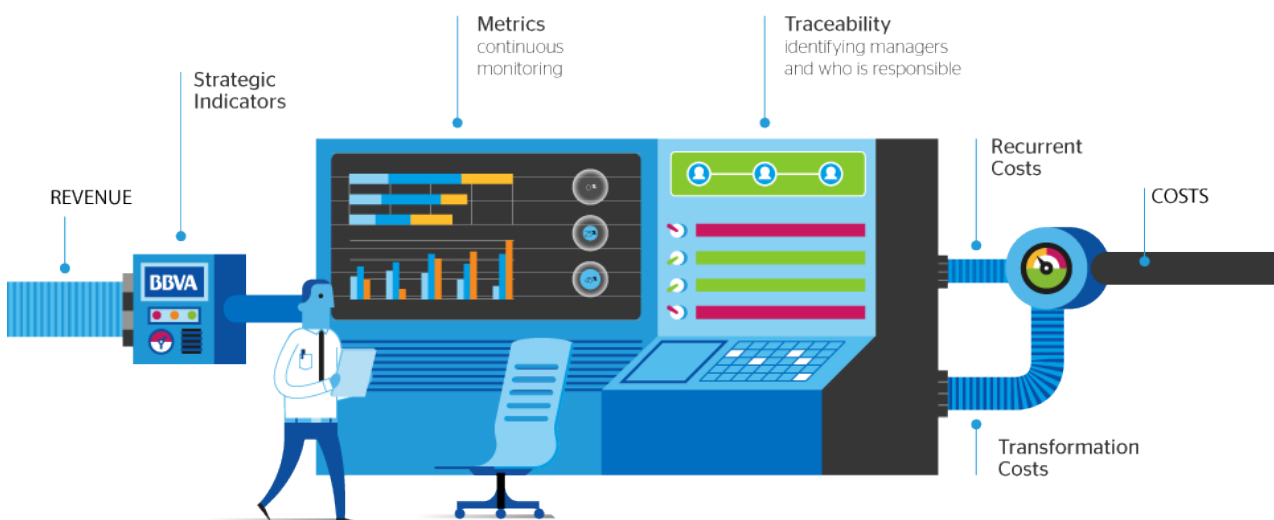 Metrics
continuous
monitoring
Traceability
identifying managers
and who is responsible
Strategic
Indicators
Recurrent
Costs
REVENUE
COSTS
BBVA
Transformation
Costs